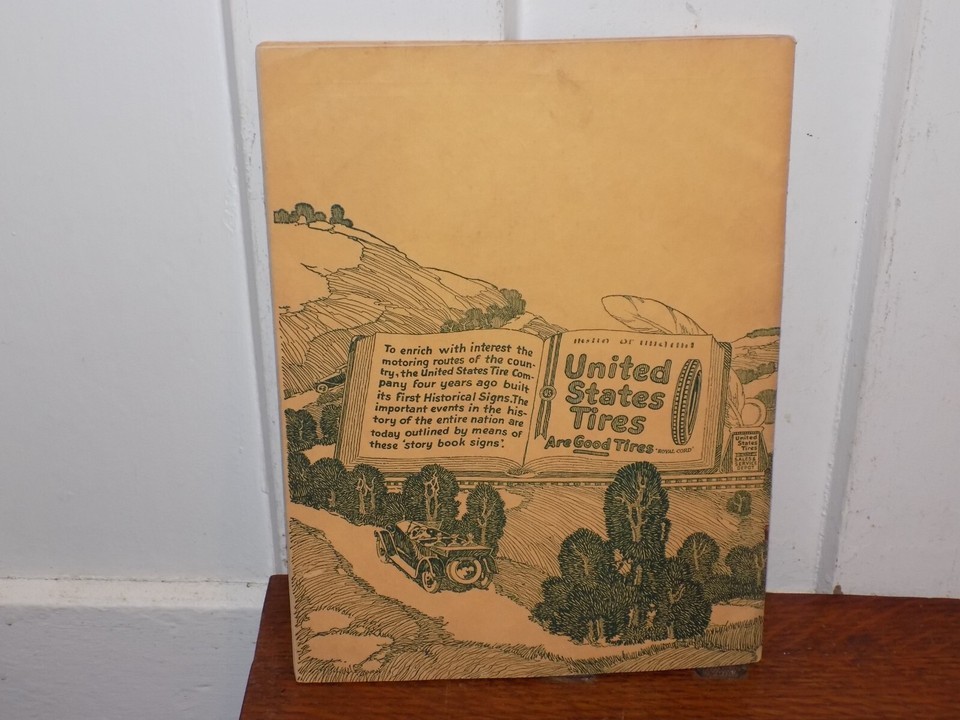 To enrich with interest the
motoring routes of the coun-
try, the United States Tire Com-
pany four years ago built
its first Historical Signs. The
important events in the his-
tory of the entire nation are
today outlined by means of
these 'story book signs'.
United
States
Tires
Are Good Tires
"ROYAL CORD"
United
States
Tires
SALES &
SERVICE
DEPOT